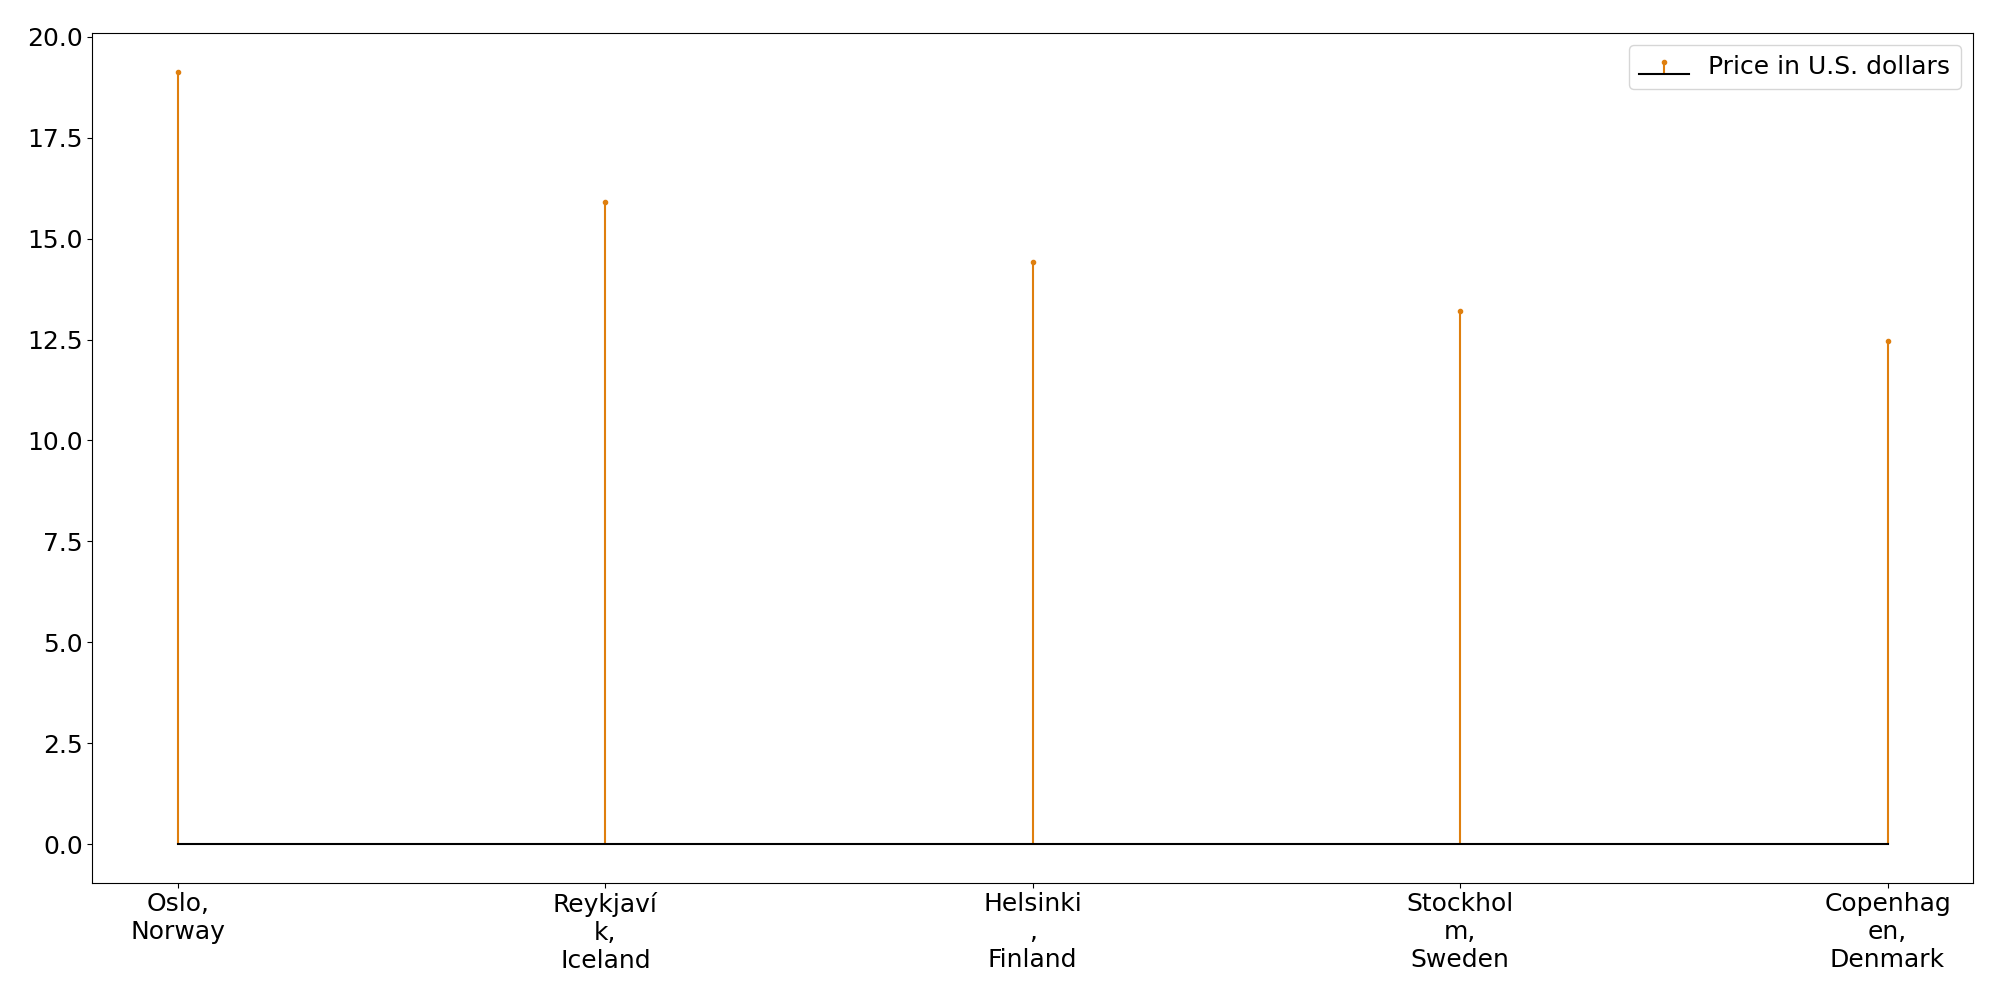 20.0
17.5
15.0
12.5
10.0
7.5
5.0
2.5
0.0
Price in U.S. dollars
Oslo,
Norway
Reykjaví
k,
Iceland
Helsinki
,
Finland
Stockhol
m,
Sweden
Copenhag
en,
Denmark